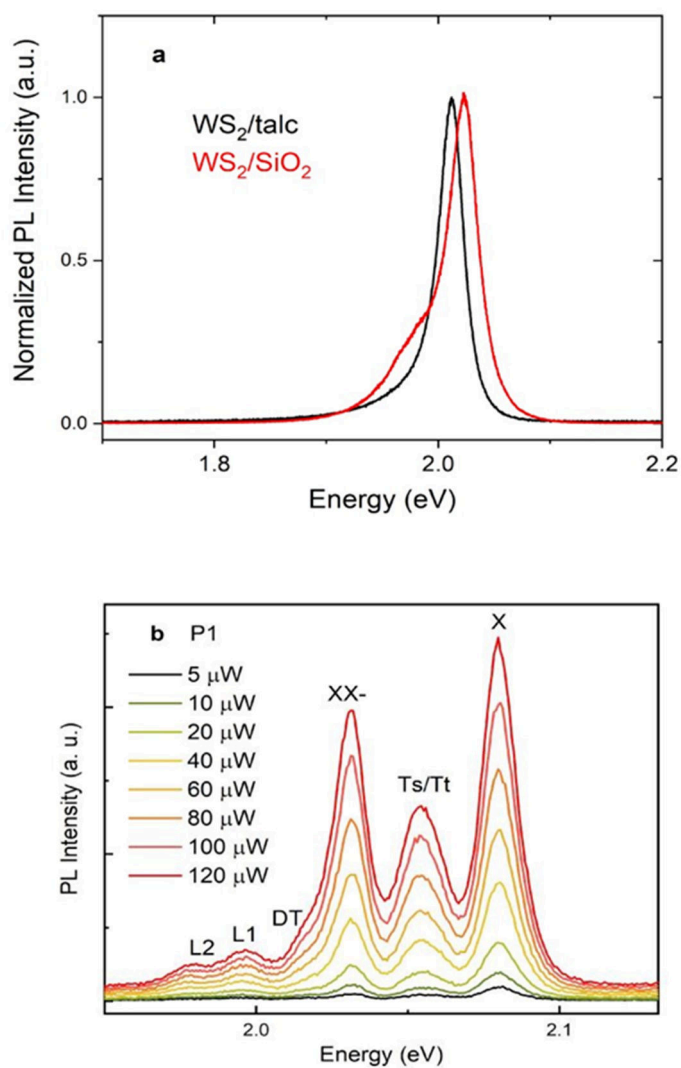 a
Normalized PL Intensity (a.u.)
1.0
0.5
0.0
WS₂/talc
WS₂/SiO₂
1.8
2.0
2.2
Energy (eV)
b P1
5 µW
10 µW
20 µW
40 µW
60 µW
80 µW
100 µW
120 µW
X
XX-
Ts/Tt
DT
L1
L2
PL Intensity (a. u.)
2.0
2.1
Energy (eV)